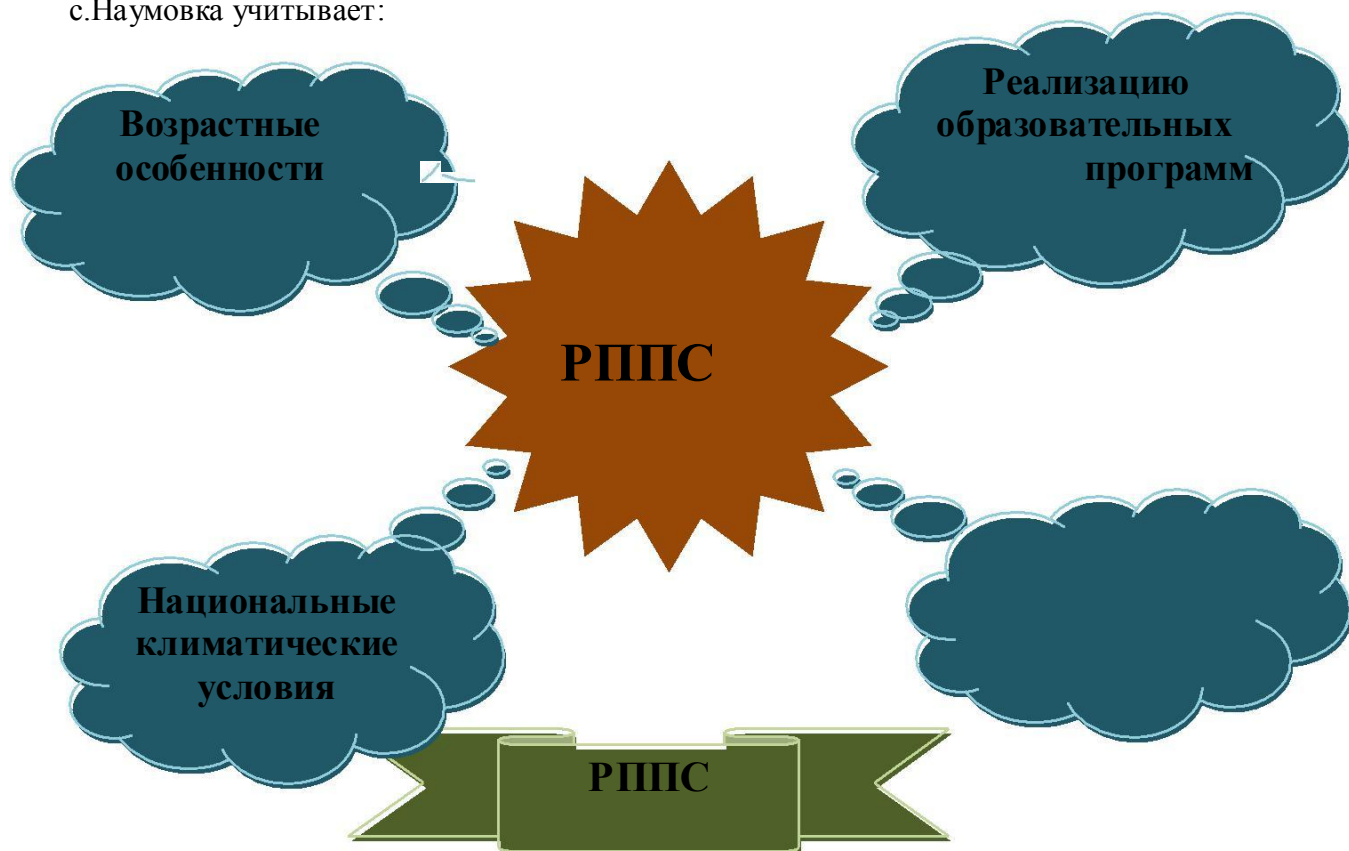 с.Наумовка учитывает:
Возрастные
особенности
Реализацию
образовательных
программ
РППС
Национальные
климатические
условия
РППС